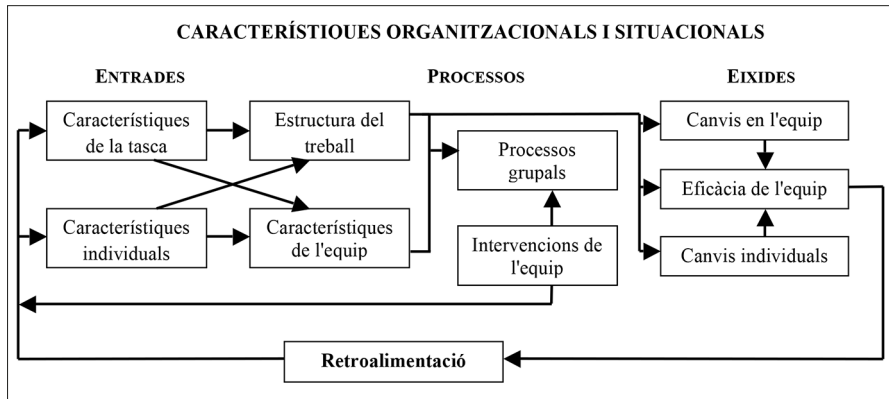 CARACTERÍSTIQUES ORGANITZACIONALS I SITUACIONALS
ENTRADES
PROCESSOS
EIXIDES
Característiques
de la tasca
Estructura del
treball
Canvis en l'equip
Processos
grupals
Eficàcia de l'equip
Característiques
individuals
Característiques
de l'equip
Intervencions de
l'equip
Canvis individuals
Retroalimentació